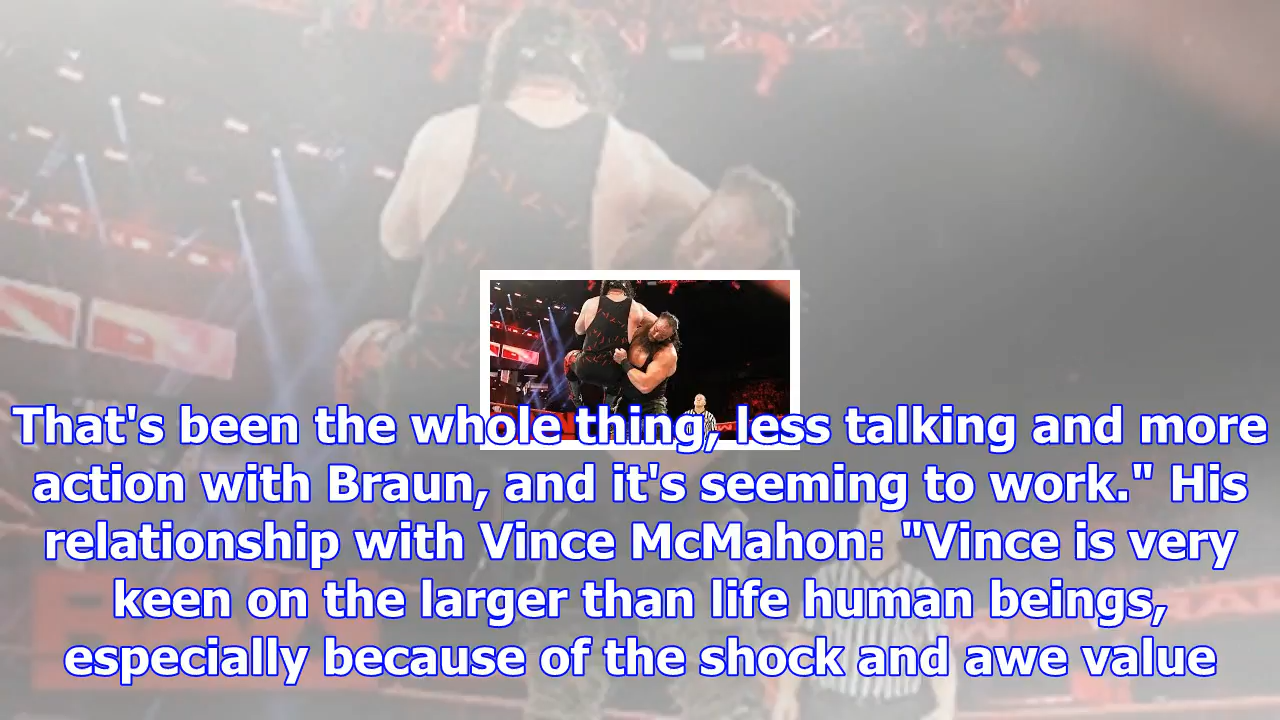 That's been the whole thing, less talking and more
action with Braun, and it's seeming to work." His
relationship with Vince McMahon: "Vince is very
keen on the larger than life human beings,
especially because of the shock and awe value